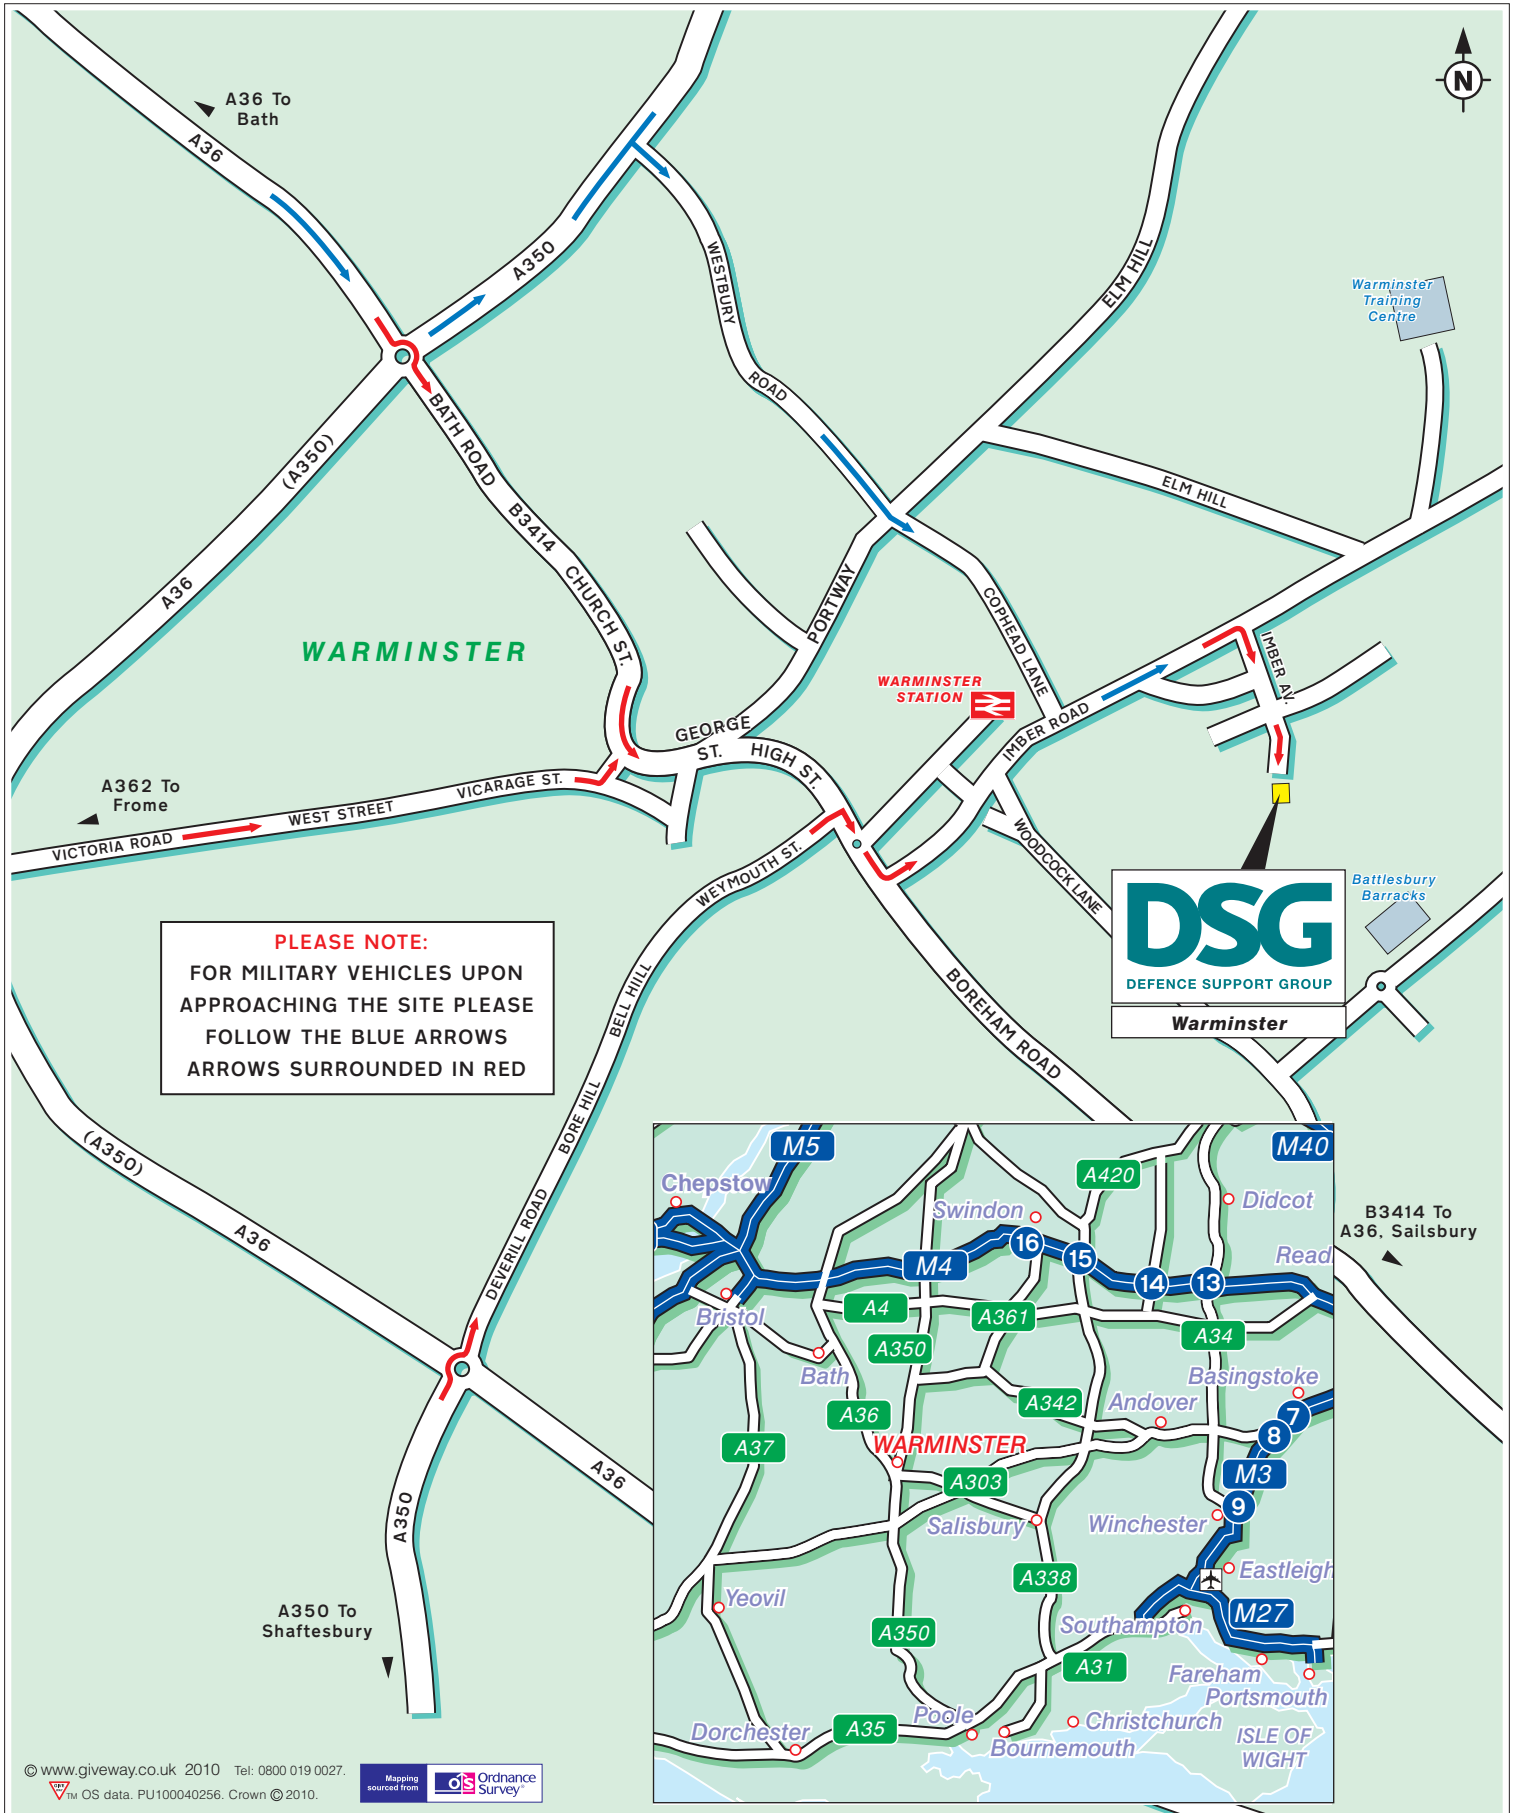 N
A36 To
Bath
A36
A350
WESTBURY
ROAD
ELM HILL
Warminster
Training
Centre
(A350)
BATH ROAD
B3414
CHURCH ST.
ELM HILL
A36
WARMINSTER
PORTWAY
COPHEAD LANE
IMBER AV.
WARMINSTER
STATION
IMBER ROAD
GEORGE
ST.
HIGH ST.
A362 To
Frome
VICTORIA ROAD
WEST STREET
VICARAGE ST.
WEYMOUTH ST.
WOODCOCK LANE
Battlesbury
Barracks
DSG
DEFENCE SUPPORT GROUP
Warminster
PLEASE NOTE:
FOR MILITARY VEHICLES UPON
APPROACHING THE SITE PLEASE
FOLLOW THE BLUE ARROWS
ARROWS SURROUNDED IN RED
BELL HIILL
BOREHAM ROAD
BORE HILL
(A350)
A36
DEVERILL ROAD
A36
A350
A350 To
Shaftesbury
B3414 To
A36, Sailsbury
M5
M40
Chepstow
A420
Swindon
Didcot
16
15
M4
14
13
Read
Bristol
A4
A361
A350
A34
Bath
Basingstoke
A36
A342
Andover
7
8
A37
WARMINSTER
A303
M3
9
Salisbury
Winchester
A338
Eastleigh
Yeovil
Southampton
M27
A350
A31
Fareham
Portsmouth
Dorchester
A35
Poole
Christchurch
Bournemouth
ISLE OF
WIGHT
© www.giveway.co.uk 2010 Tel: 0800 019 0027.
TM OS data. PU100040256. Crown © 2010.
Mapping
sourced from
OS Ordnance
Survey®